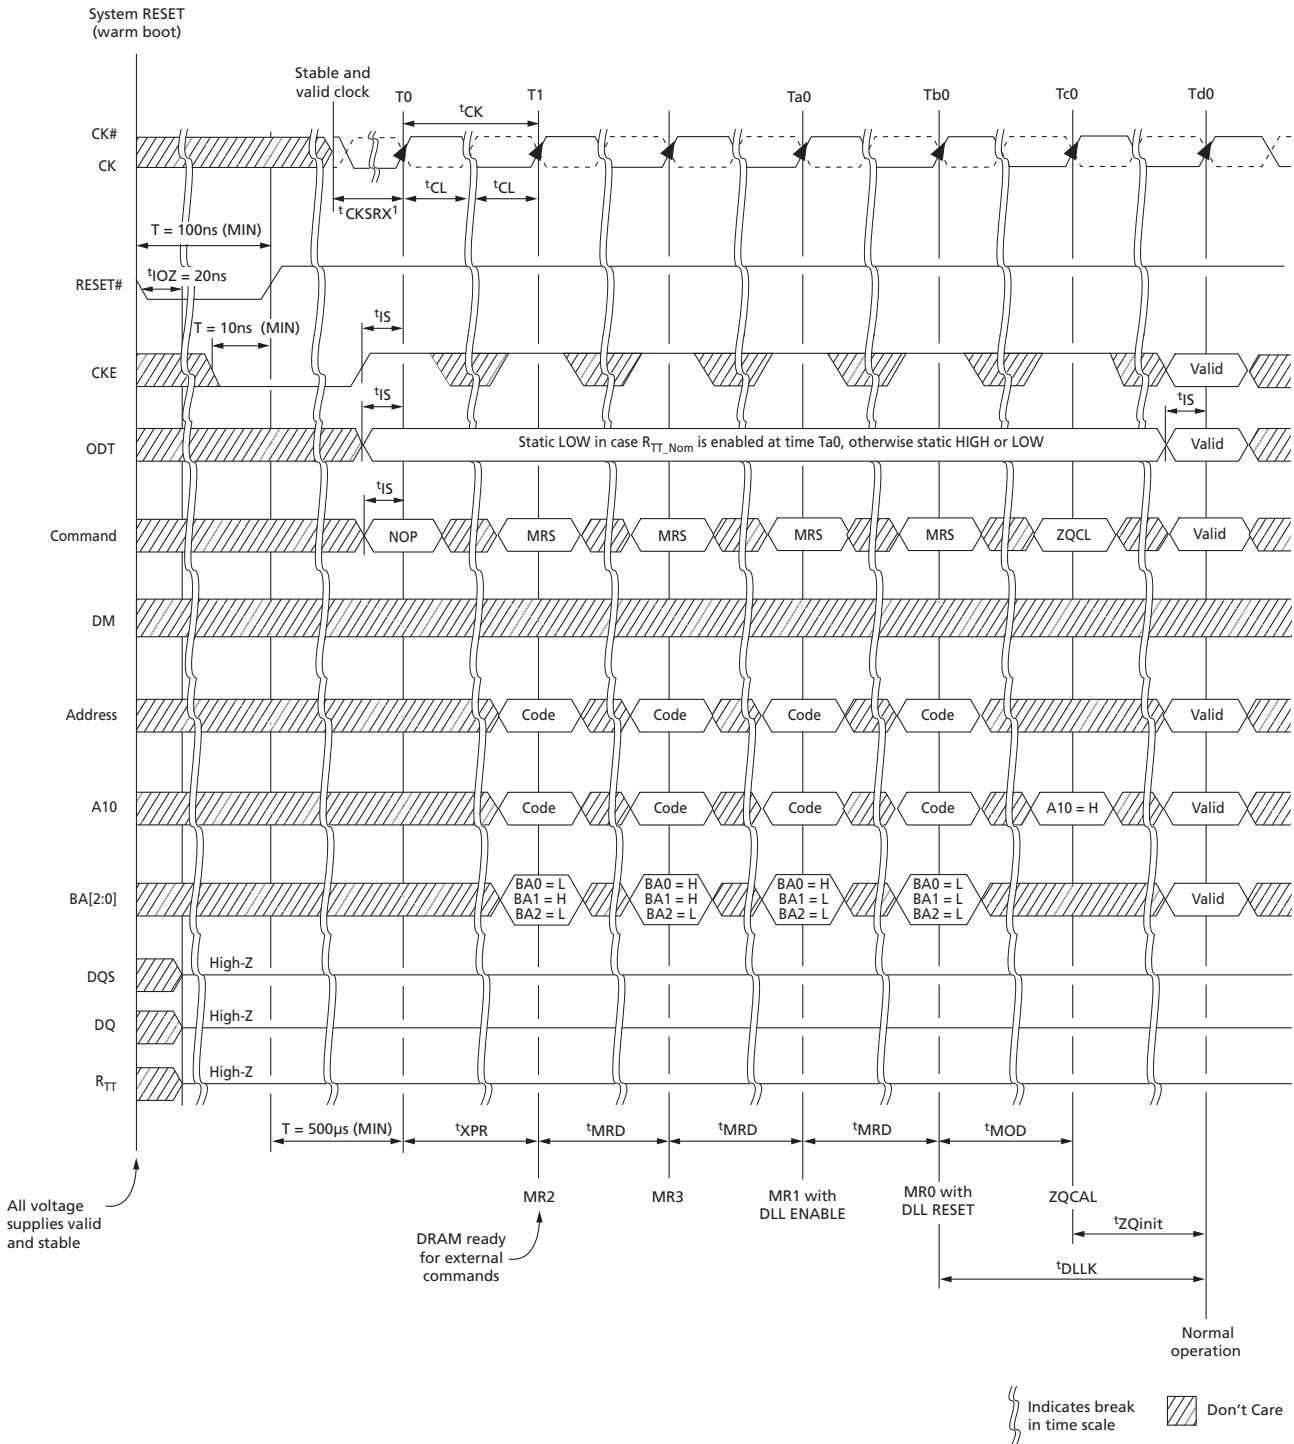 System RESET
(warm boot)
Stable and
valid clock
T0
T1
Ta0
Tb0
Tc0
Td0
tCK
CK#
CK
tCKSRX1
tCL
tCL
T = 100ns (MIN)
tIOZ = 20ns
RESET#
T = 10ns (MIN)
tIS
CKE
Valid
tIS
tIS
ODT
Static LOW in case RTT_Nom is enabled at time Ta0, otherwise static HIGH or LOW
Valid
tIS
Command
NOP
MRS
MRS
MRS
MRS
ZQCL
Valid
DM
Address
Code
Code
Code
Code
Valid
A10
Code
Code
Code
Code
A10 = H
Valid
BA[2:0]
BA0 = L
BA1 = H
BA2 = L
BA0 = H
BA1 = H
BA2 = L
BA0 = H
BA1 = L
BA2 = L
BA0 = L
BA1 = L
BA2 = L
Valid
DQS
High-Z
DQ
High-Z
RTT
High-Z
T = 500µs (MIN)
tXPR
tMRD
tMRD
tMRD
tMOD
All voltage
supplies valid
and stable
MR2
MR3
MR1 with
DLL ENABLE
MR0 with
DLL RESET
ZQCAL
DRAM ready
for external
commands
tZQinit
tDLLK
Normal
operation
Indicates break
in time scale
Don't Care